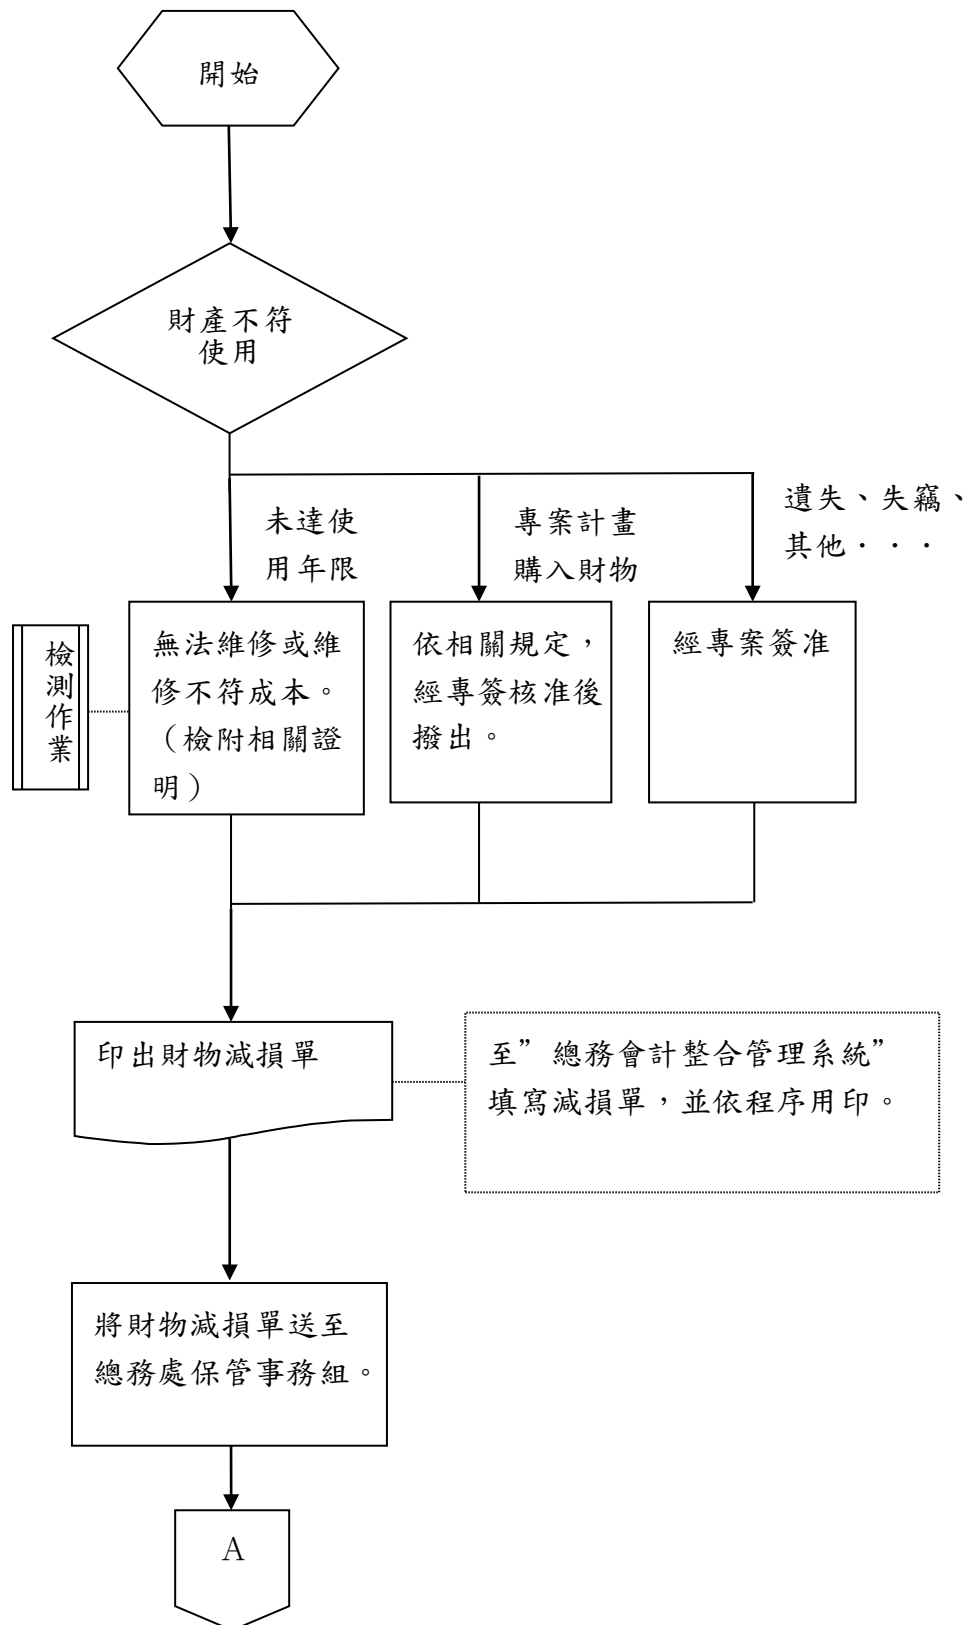 開始
財產不符
使用
未達使
用年限
專案計畫
購入財物
遺失、失竊、
其他・・・
檢測作業
無法維修或維
修不符成本。
（檢附相關證
明）
依相關規定，
經專簽核准後
撥出。
經專案簽准
印出財物減損單
至”總務會計整合管理系統”
填寫減損單，並依程序用印。
將財物減損單送至
總務處保管事務組。
A